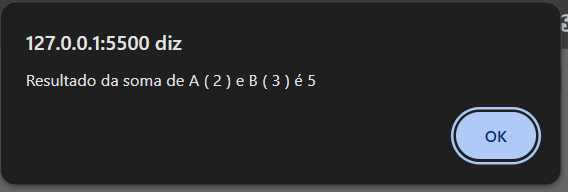 127.0.0.1:5500 diz
Resultado da soma de A ( 2 ) e B ( 3 ) é 5
OK